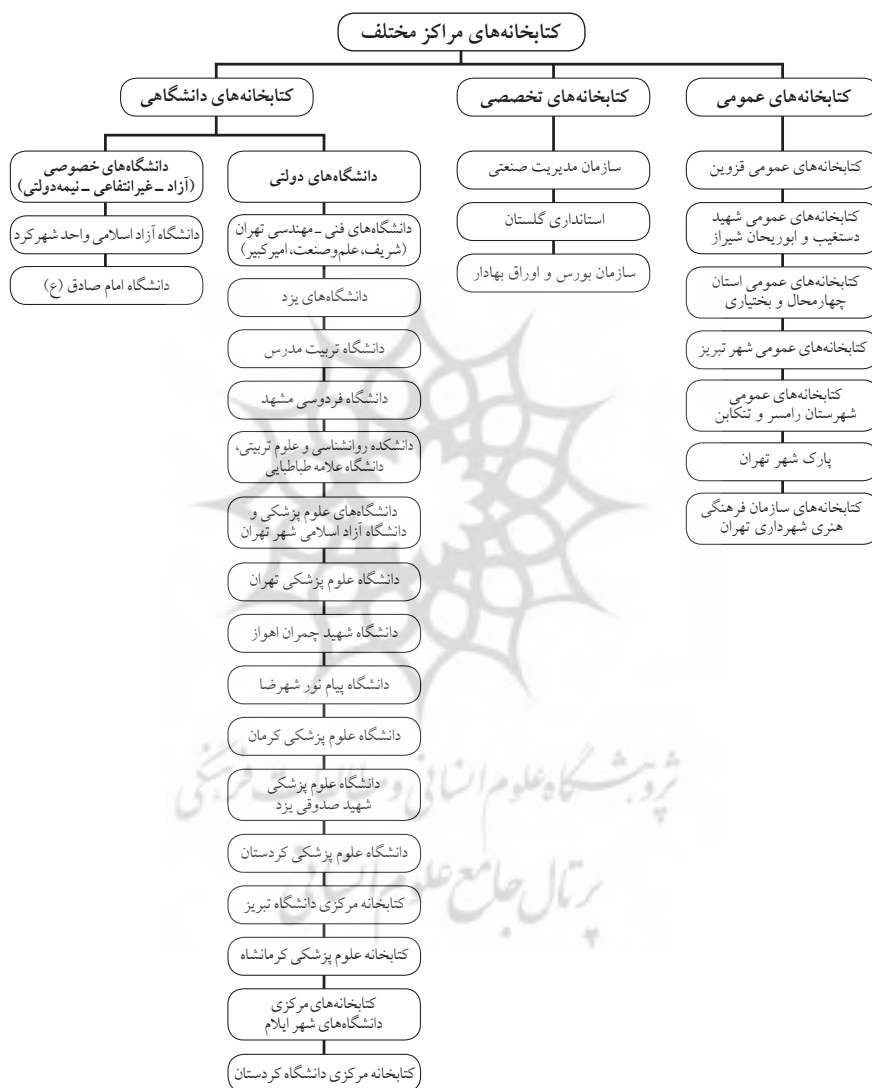 کتابخانه‌های مراکز مختلف
کتابخانه‌های عمومی
کتابخانه‌های عمومی قزوین
کتابخانه‌های عمومی شهید
دستغیب و ابوریحان شیراز
کتابخانه‌های عمومی استان
چهارمحال و بختیاری
کتابخانه‌های عمومی شهر تبریز
کتابخانه‌های عمومی
شهرستان رامسر و تنکابن
پارک شهر تهران
کتابخانه‌های سازمان فرهنگی
هنری شهرداری تهران
کتابخانه‌های تخصصی
سازمان مدیریت صنعتی
استانداری گلستان
سازمان بورس و اوراق بهادار
کتابخانه‌های دانشگاهی
دانشگاه‌های دولتی
دانشگاه‌های فنی ـ مهندسی تهران
(شریف، علم‌وصنعت، امیرکبیر)
دانشگاه‌های یزد
دانشگاه تربیت مدرس
دانشگاه فردوسی مشهد
دانشکده روانشناسی و علوم تربیتی،
دانشگاه علامه طباطبایی
دانشگاه‌های علوم پزشکی و
دانشگاه آزاد اسلامی شهر تهران
دانشگاه علوم پزشکی تهران
دانشگاه شهید چمران اهواز
دانشگاه پیام نور شهرضا
دانشگاه علوم پزشکی کرمان
دانشگاه علوم پزشکی
شهید صدوقی یزد
دانشگاه علوم پزشکی کردستان
کتابخانه مرکزی دانشگاه تبریز
کتابخانه علوم پزشکی کرمانشاه
کتابخانه‌های مرکزی
دانشگاه‌های شهر ایلام
کتابخانه مرکزی دانشگاه کردستان
دانشگاه‌های خصوصی
(آزاد ـ غیرانتفاعی ـ نیمه‌دولتی)
دانشگاه آزاد اسلامی واحد شهرکرد
دانشگاه امام صادق (ع)
پژوهشگاه علوم انسانی و مطالعات فرهنگی
پرتال جامع علوم انسانی